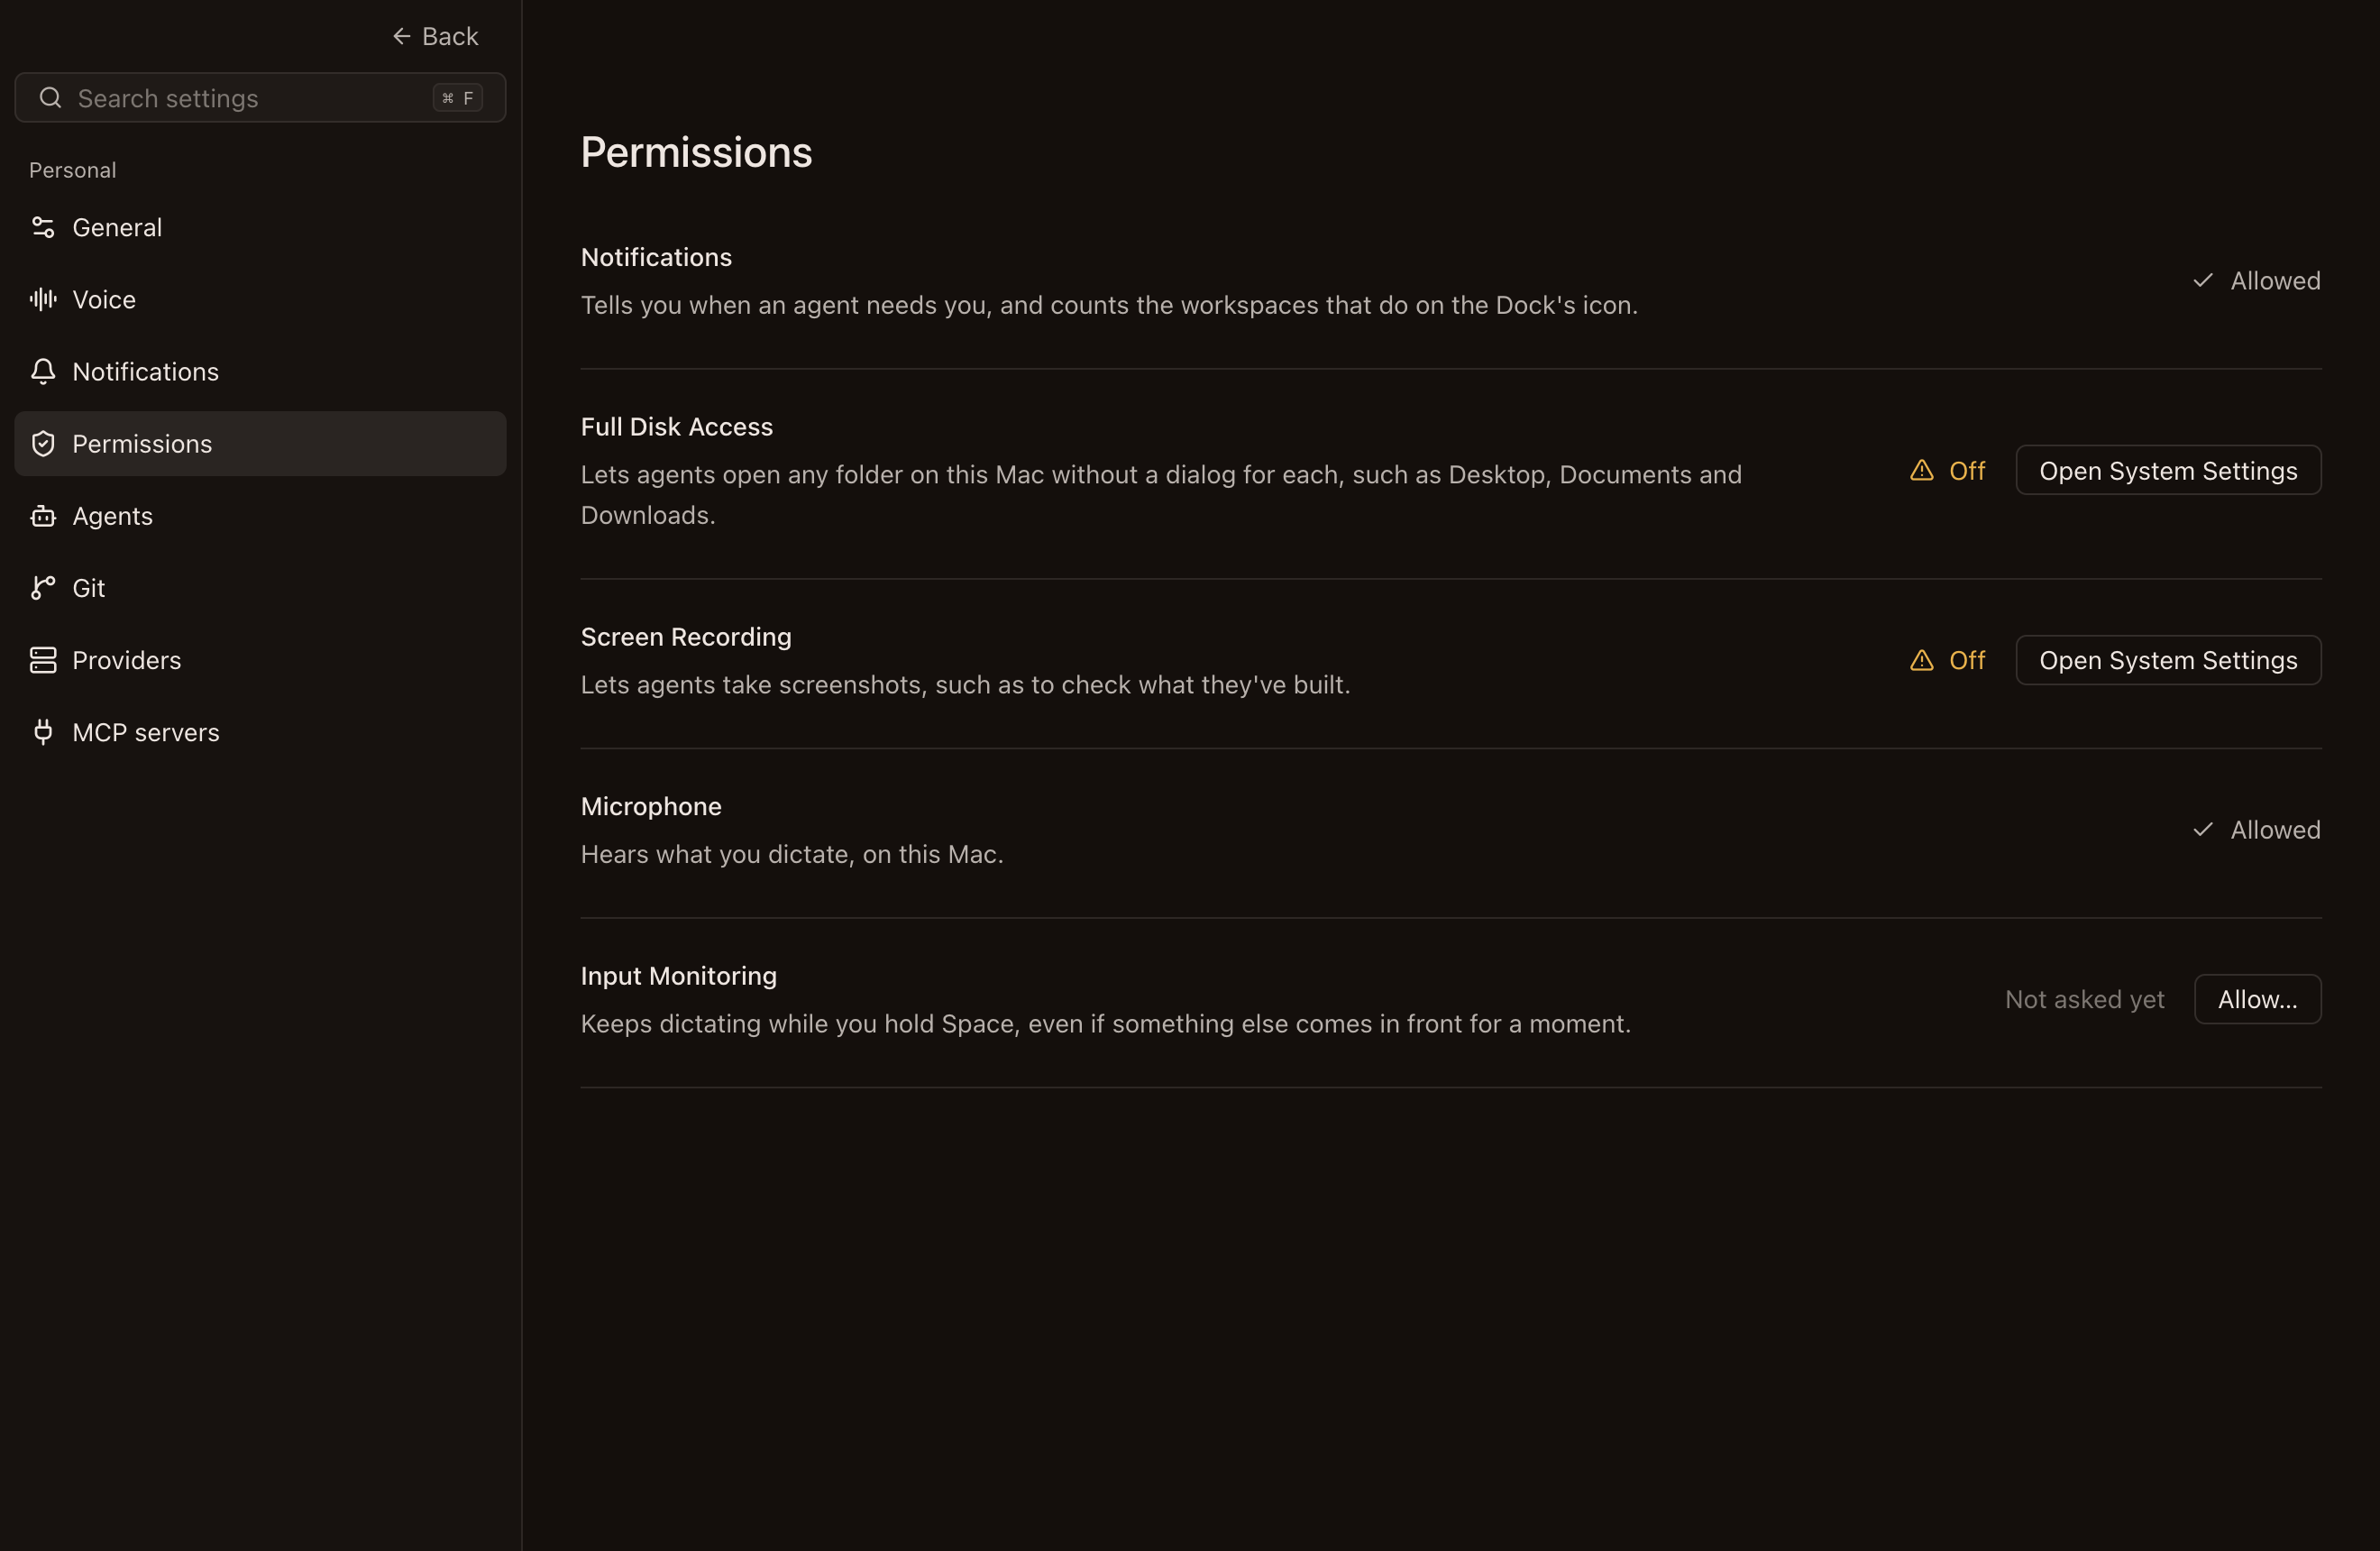 Back
Search settings
⌘ F
Personal
General
Voice
Notifications
Permissions
Agents
Git
Providers
MCP servers
Permissions
Notifications
Tells you when an agent needs you, and counts the workspaces that do on the Dock's icon.
Allowed
Full Disk Access
Lets agents open any folder on this Mac without a dialog for each, such as Desktop, Documents and
Downloads.
Off
Open System Settings
Screen Recording
Lets agents take screenshots, such as to check what they've built.
Off
Open System Settings
Microphone
Hears what you dictate, on this Mac.
Allowed
Input Monitoring
Keeps dictating while you hold Space, even if something else comes in front for a moment.
Not asked yet
Allow...